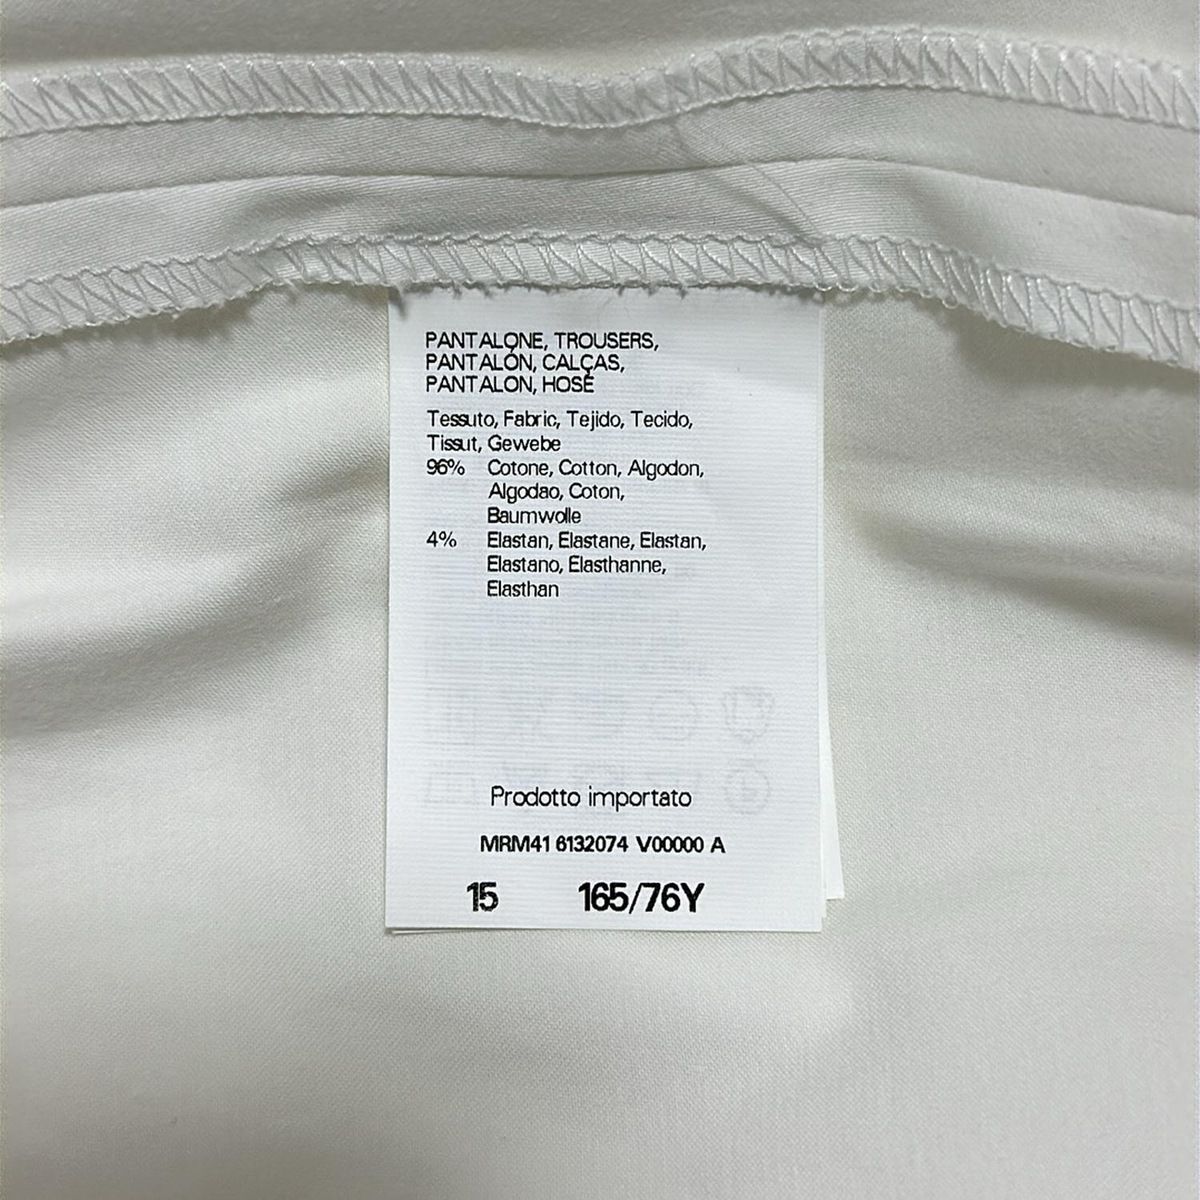 PANTALONE, TROUSERS,
PANTALÓN, CALÇAS,
PANTALON, HOSE
Tessuto, Fabric, Tejido, Tecido,
Tissut, Gewebe
96% Cotone, Cotton, Algodon,
Algodao, Coton,
Baumwolle
4% Elastan, Elastane, Elastan,
Elastano, Elasthanne,
Elasthan
Prodotto importato
MRM41 6132074 V00000 A
15 165/76Y